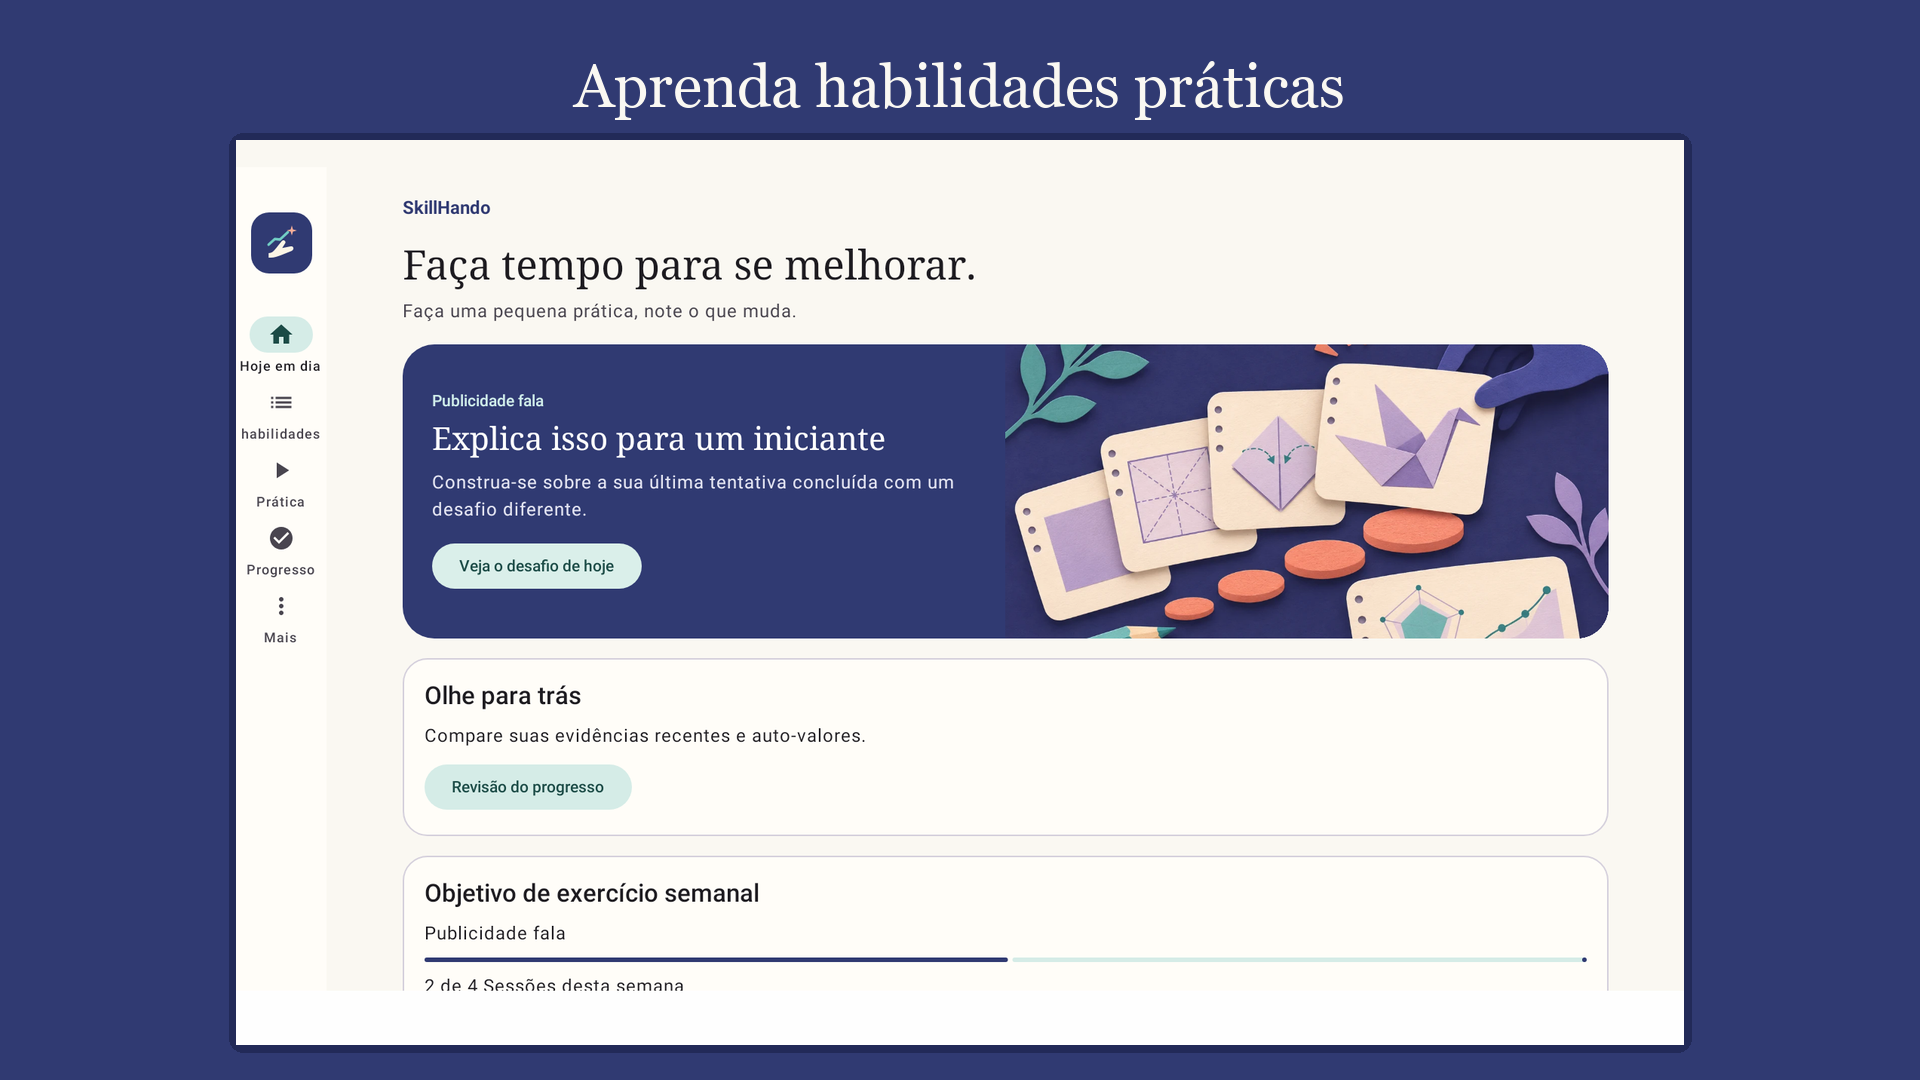 Aprenda habilidades práticas
SkillHando
Faça tempo para se melhorar.
Faça uma pequena prática, note o que muda.
Hoje em dia
habilidades
Prática
Progresso
Mais
Publicidade fala
Explica isso para um iniciante
Construa-se sobre a sua última tentativa concluída com um
desafio diferente.
Veja o desafio de hoje
Olhe para trás
Compare suas evidências recentes e auto-valores.
Revisão do progresso
Objetivo de exercício semanal
Publicidade fala
2 de 4 Sessões desta semana